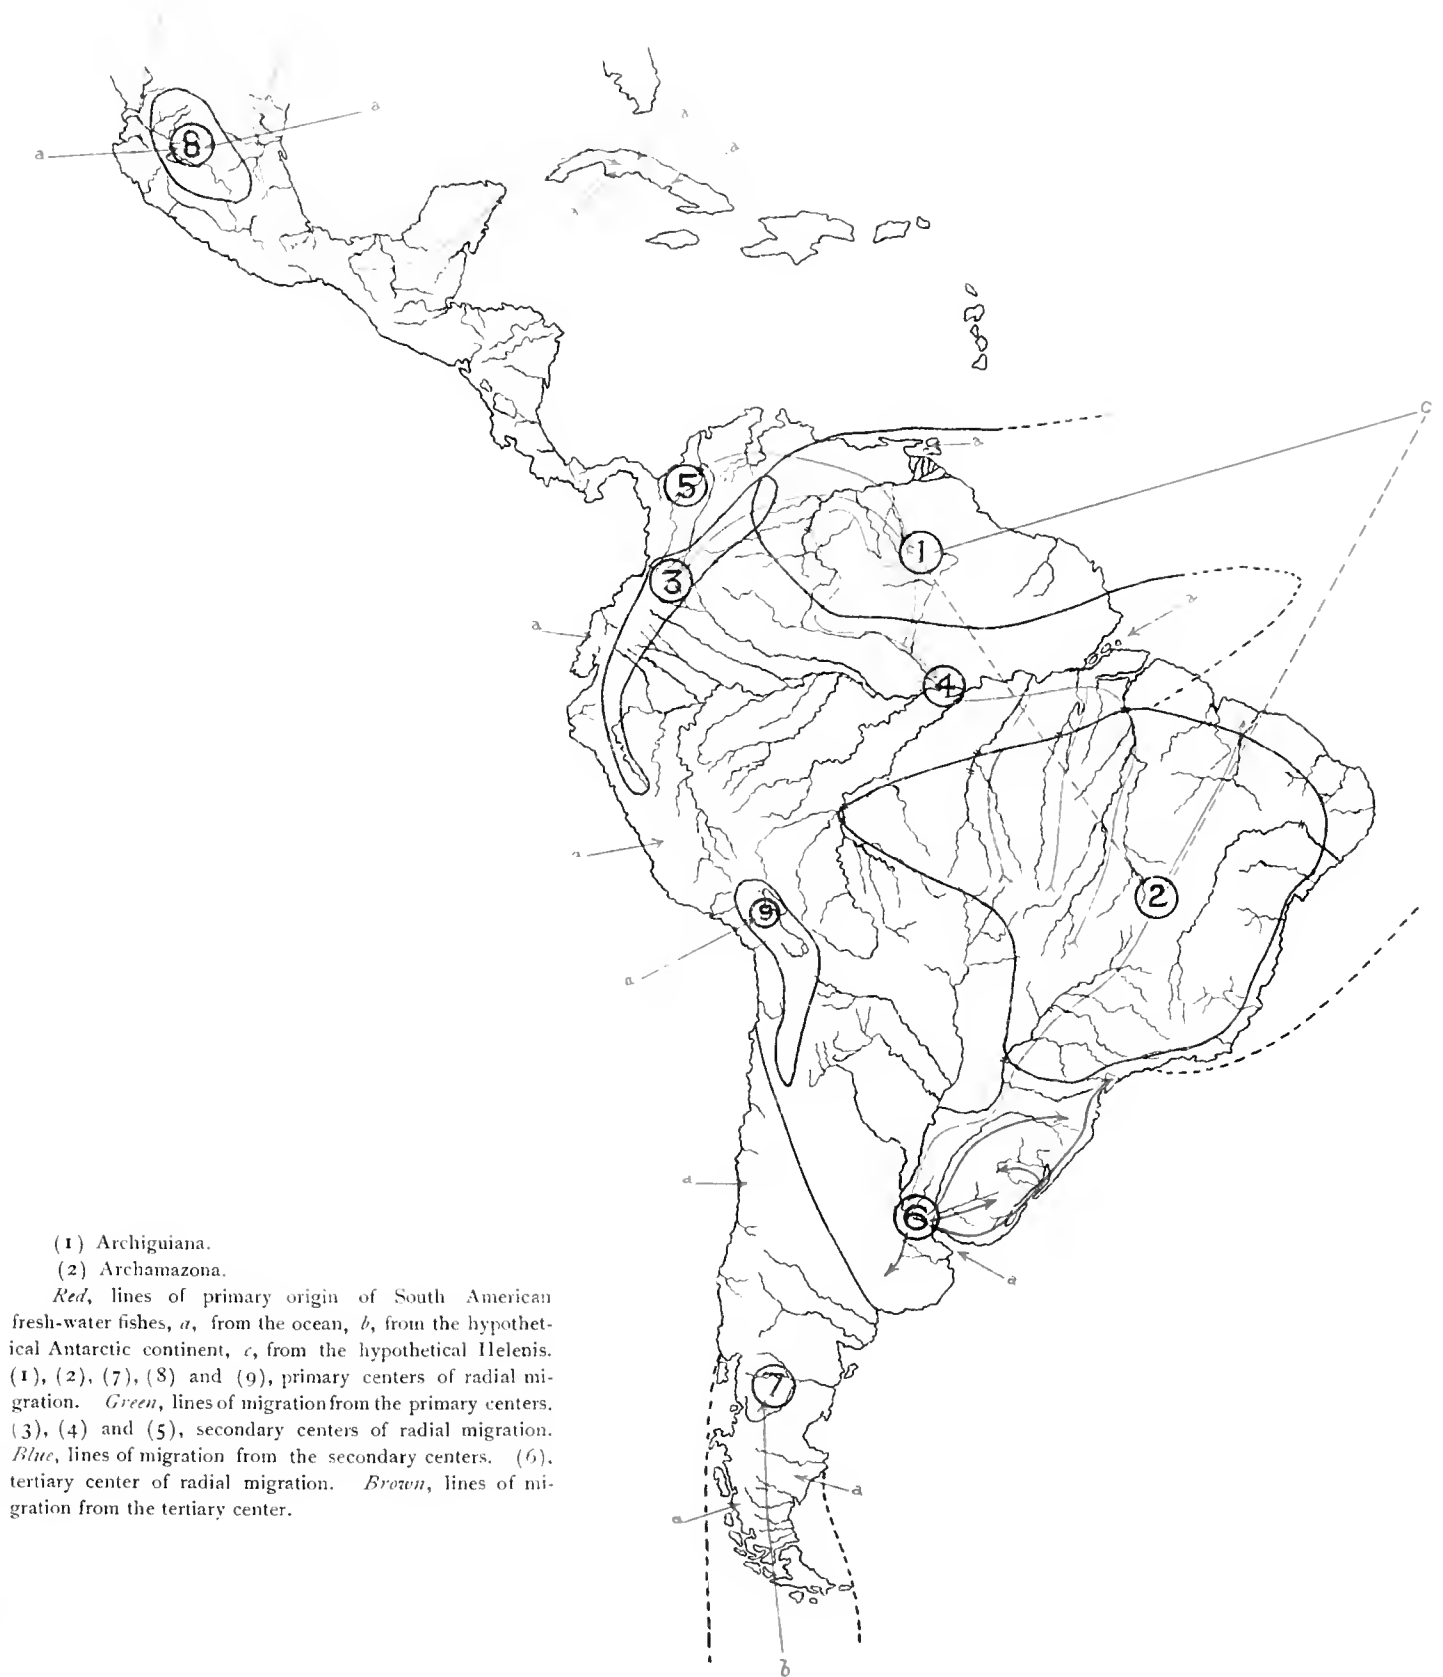 a
a
8
a
a
a
C
5
a
1
3
a
a
4
2
a
9
a
a
6
a
7
a
a
b
(1) Archiguiana.
(2) Archamazona.
Red, lines of primary origin of South American
fresh-water fishes, a, from the ocean, b, from the hypothet-
ical Antarctic continent, c, from the hypothetical Helenis.
(1), (2), (7), (8) and (9), primary centers of radial mi-
gration. Green, lines of migration from the primary centers.
(3), (4) and (5), secondary centers of radial migration.
Blue, lines of migration from the secondary centers. (6),
tertiary center of radial migration. Brown, lines of mi-
gration from the tertiary center.